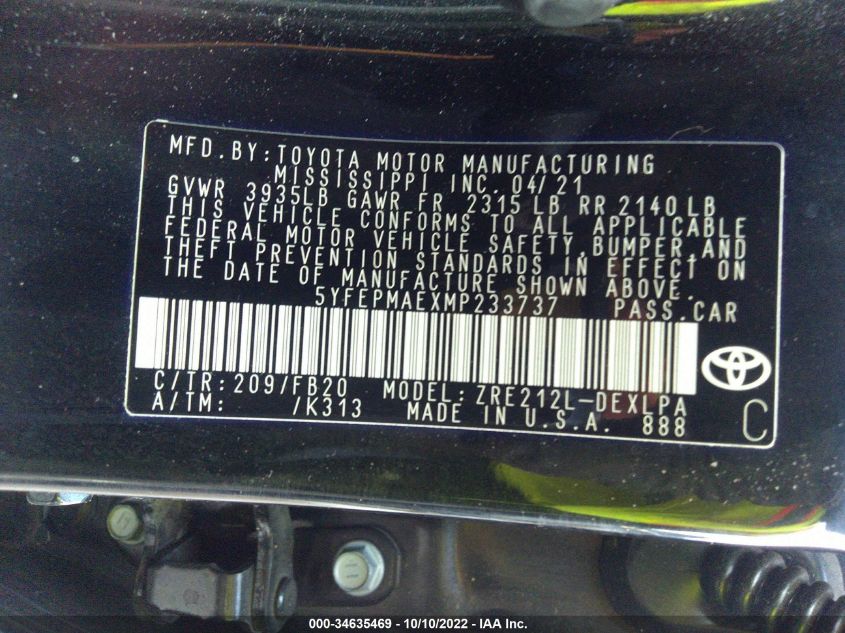 MFD.BY:TOYOTA MOTOR MANUFACTURING
MISSISSIPPI INC. 04/21
GVWR 3935LB GAWR FR 2315 LB RR 2140 LB
THIS VEHICLE CONFORMS TO ALL APPLICABLE
FEDERAL MOTOR VEHICLE SAFETY,BUMPER,AND
THEFT PREVENTION STANDARDS IN EFFECT ON
THE DATE OF MANUFACTURE SHOWN ABOVE.
5YFEPMAEXMP233737 PASS.CAR
C/TR:209/FB20 MODEL:ZRE212L-DEXLPA
A/TM: /K313 MADE IN U.S.A. 888
C
000-34635469 - 10/10/2022 - IAA Inc.